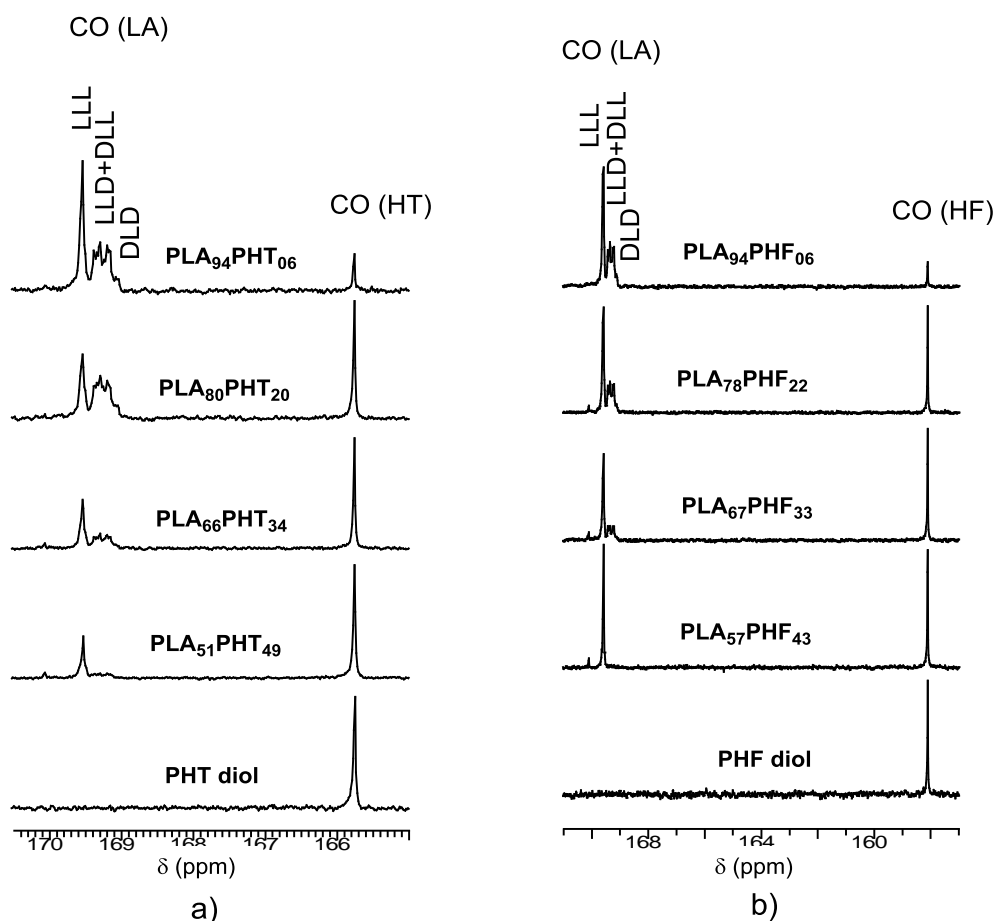 CO (LA)
LLL
LLD+DLL
DLD
CO (HT)
PLA94PHT06
PLA80PHT20
PLA66PHT34
PLA51PHT49
PHT diol
170 169 168 167 166
δ (ppm)
a)
CO (LA)
LLL
LLD+DLL
DLD
CO (HF)
PLA94PHF06
PLA78PHF22
PLA67PHF33
PLA57PHF43
PHF diol
168 164 160
δ (ppm)
b)